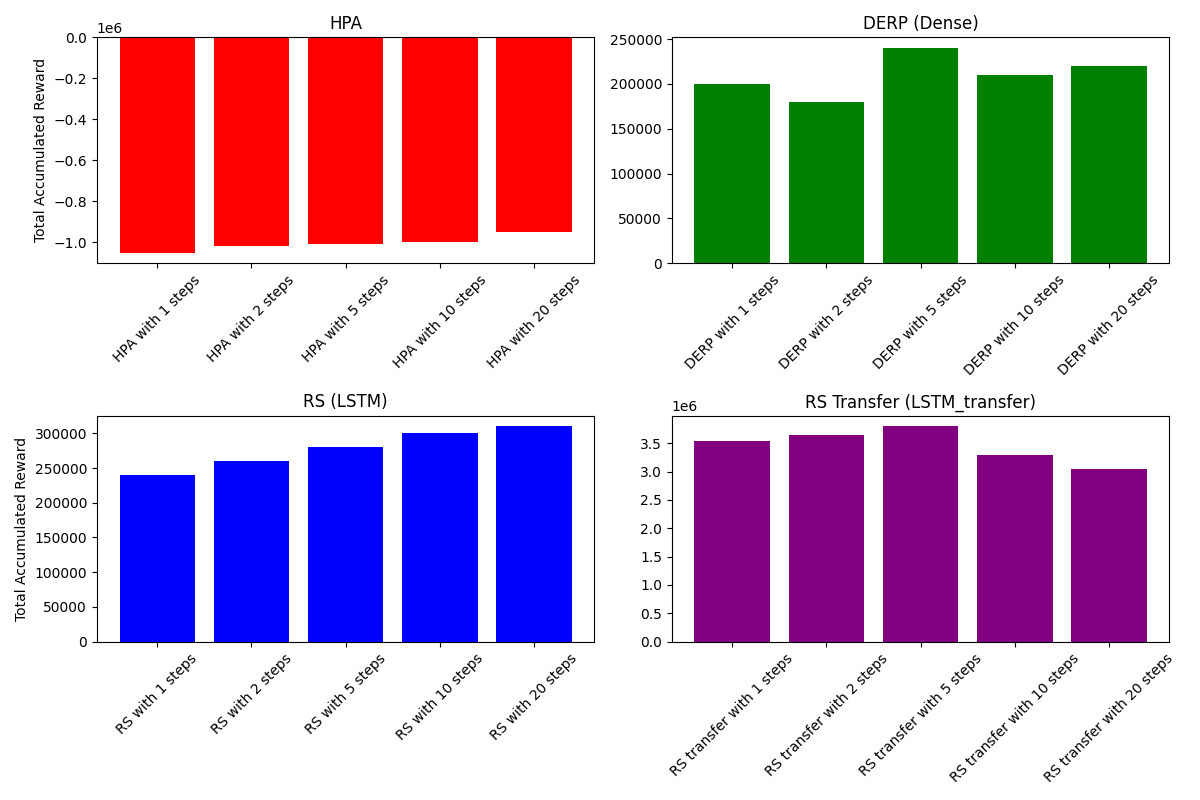 HPA
1e6
Total Accumulated Reward
0.0
−0.2
−0.4
−0.6
−0.8
−1.0
HPA with 1 steps
HPA with 2 steps
HPA with 5 steps
HPA with 10 steps
HPA with 20 steps
DERP (Dense)
250000
200000
150000
100000
50000
0
DERP with 1 steps
DERP with 2 steps
DERP with 5 steps
DERP with 10 steps
DERP with 20 steps
RS (LSTM)
Total Accumulated Reward
300000
250000
200000
150000
100000
50000
0
RS with 1 steps
RS with 2 steps
RS with 5 steps
RS with 10 steps
RS with 20 steps
RS Transfer (LSTM_transfer)
1e6
3.5
3.0
2.5
2.0
1.5
1.0
0.5
0.0
RS transfer with 1 steps
RS transfer with 2 steps
RS transfer with 5 steps
RS transfer with 10 steps
RS transfer with 20 steps